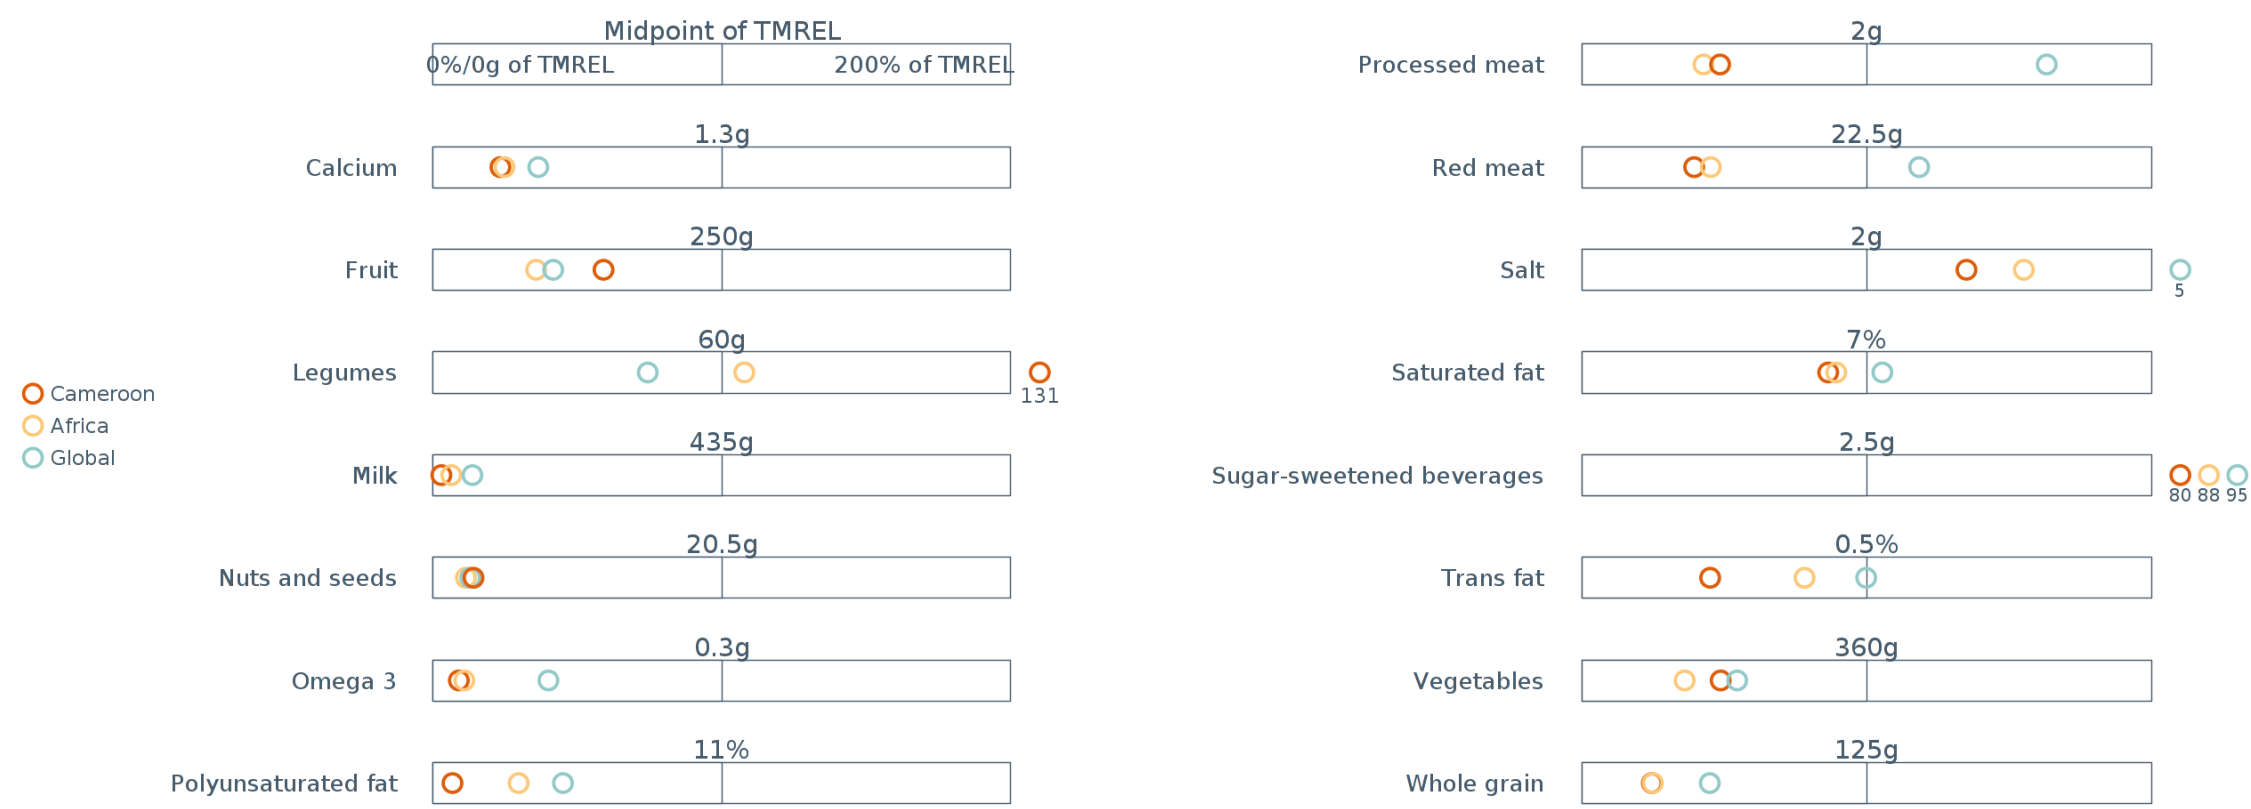 Midpoint of TMREL
0%/0g of TMREL 200% of TMREL
1.3g
Calcium
250g
Fruit
60g
Legumes
131
435g
Milk
20.5g
Nuts and seeds
0.3g
Omega 3
11%
Polyunsaturated fat
Cameroon
Africa
Global
2g
Processed meat
22.5g
Red meat
2g
Salt
5
7%
Saturated fat
2.5g
Sugar-sweetened beverages
80 88 95
0.5%
Trans fat
360g
Vegetables
125g
Whole grain